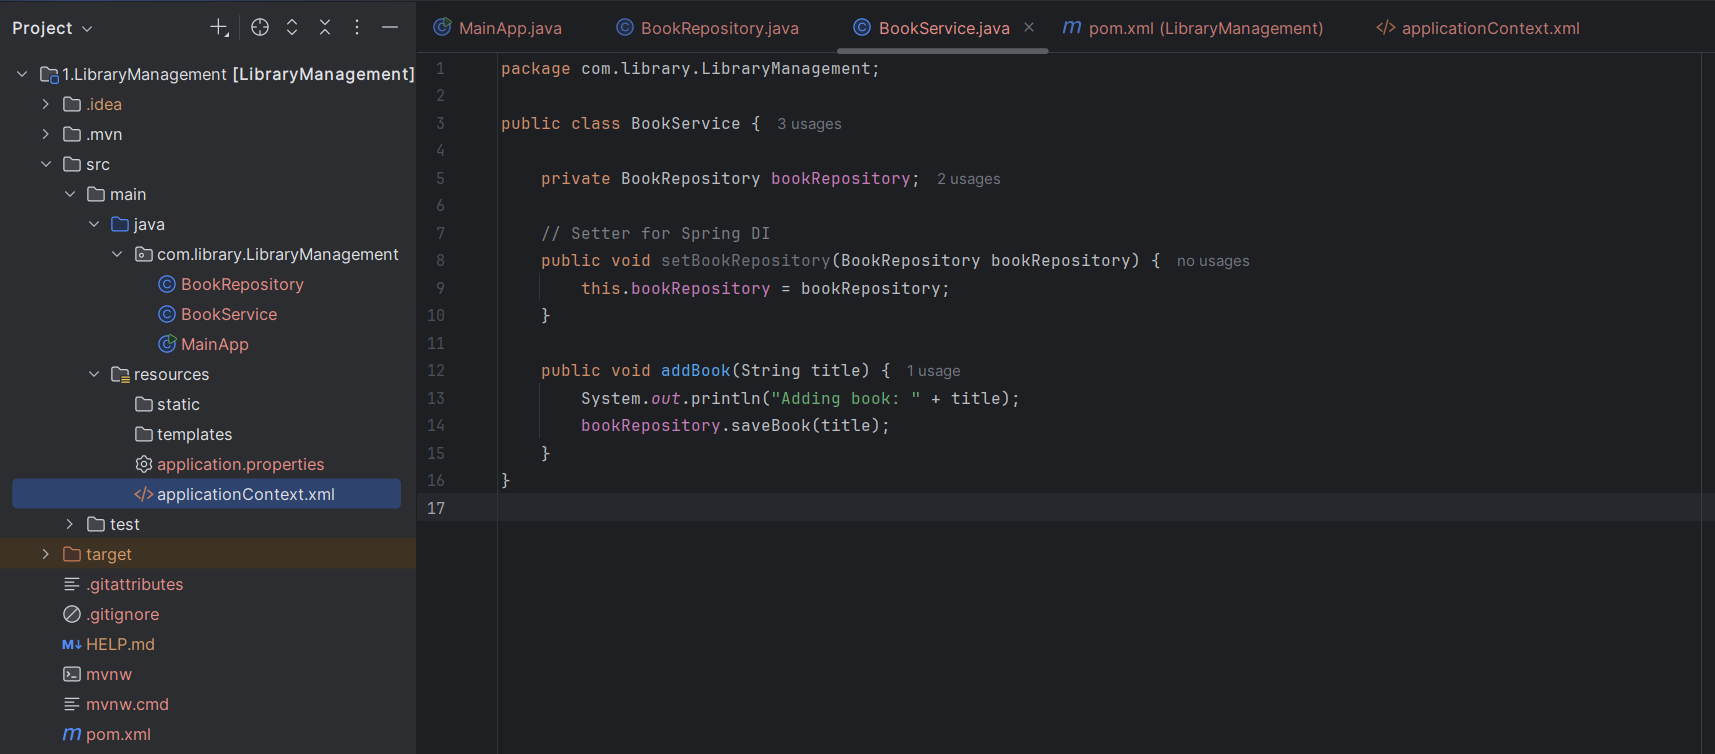 Project
1.LibraryManagement [LibraryManagement]
.idea
.mvn
src
main
java
com.library.LibraryManagement
BookRepository
BookService
MainApp
resources
static
templates
application.properties
applicationContext.xml
test
target
.gitattributes
.gitignore
M↓ HELP.md
mvnw
mvnw.cmd
m pom.xml
MainApp.java BookRepository.java BookService.java m pom.xml (LibraryManagement) applicationContext.xml
1 package com.library.LibraryManagement;
2
3 public class BookService { 3 usages
4
5     private BookRepository bookRepository; 2 usages
6
7     // Setter for Spring DI
8     public void setBookRepository(BookRepository bookRepository) { no usages
9         this.bookRepository = bookRepository;
10     }
11
12     public void addBook(String title) { 1 usage
13         System.out.println("Adding book: " + title);
14         bookRepository.saveBook(title);
15     }
16 }
17